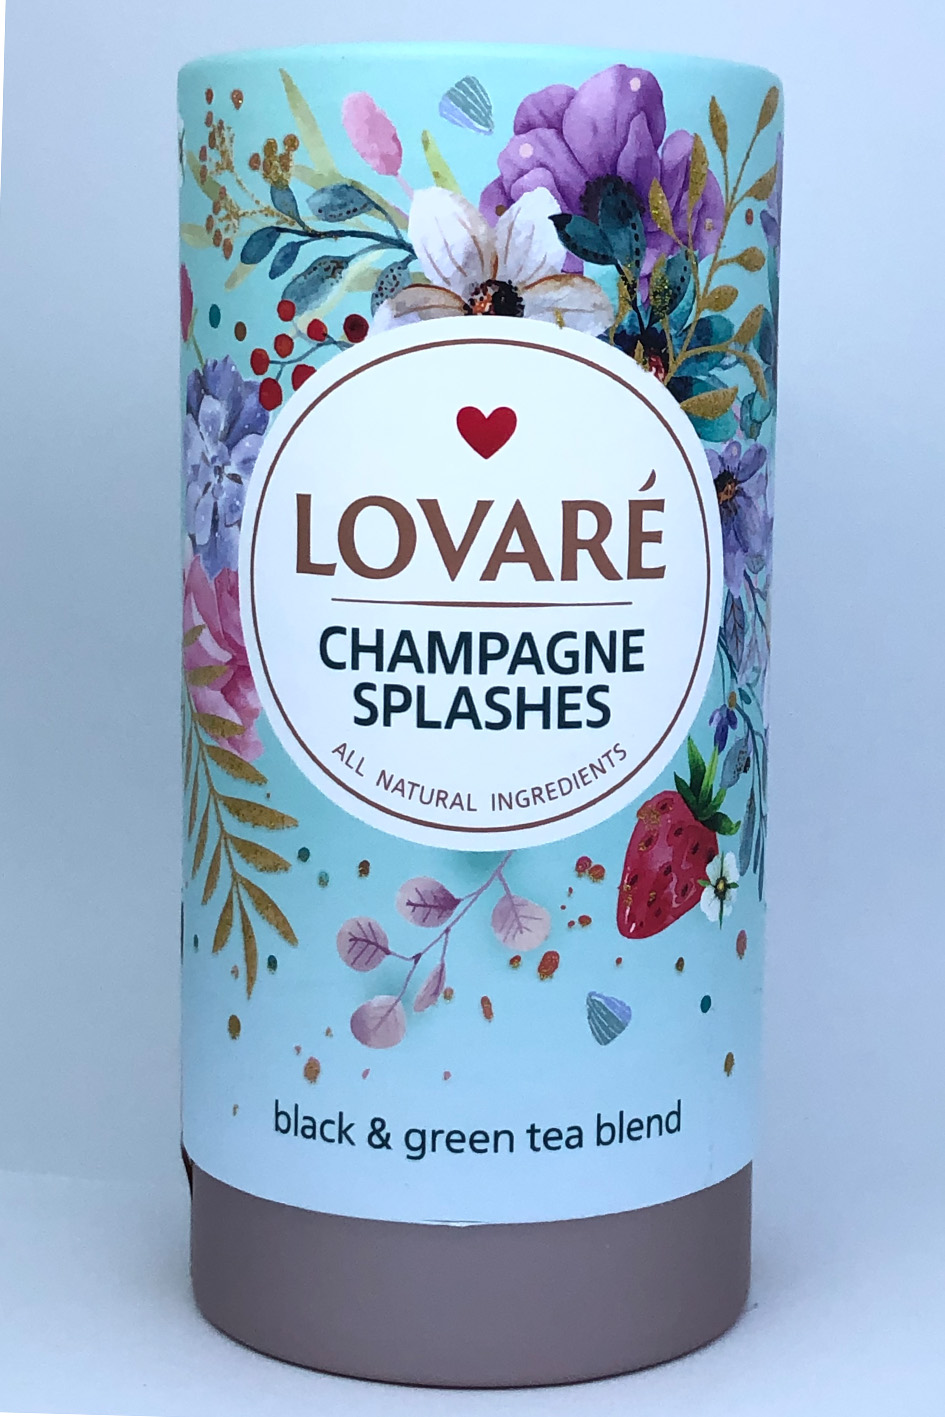 LOVARÉ
CHAMPAGNE
SPLASHES
ALL NATURAL INGREDIENTS
black & green tea blend